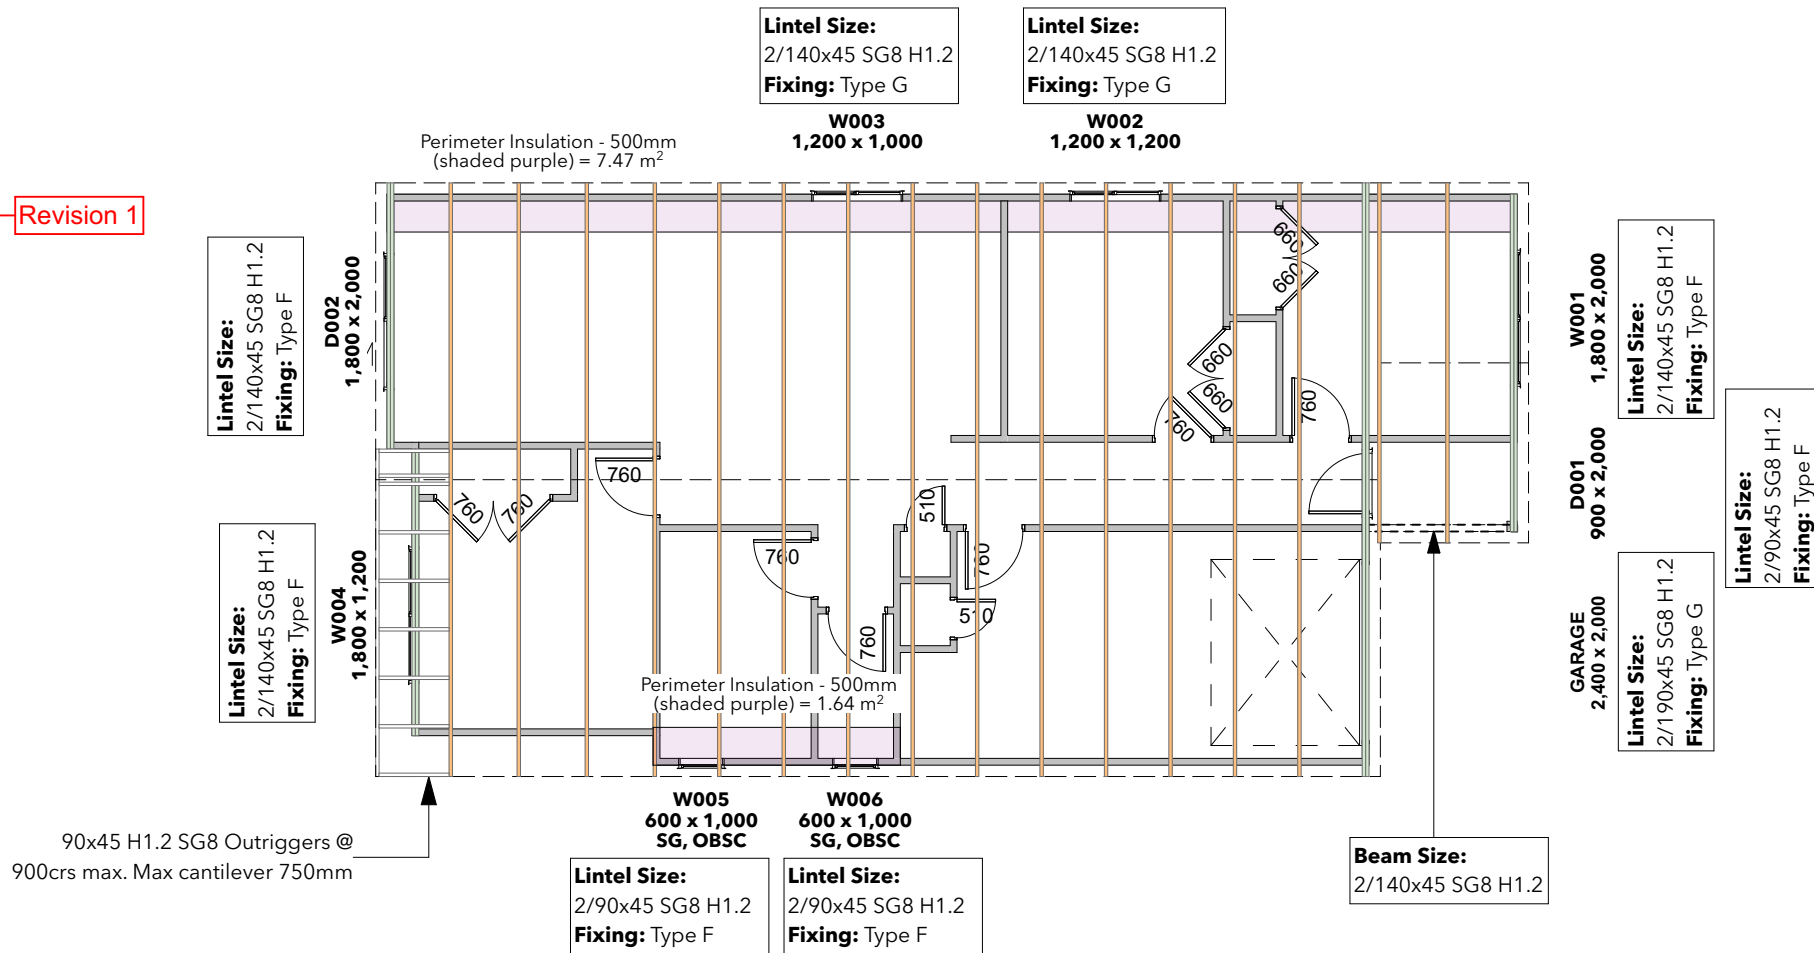 Lintel Size:
2/140x45 SG8 H1.2
Fixing: Type G
Lintel Size:
2/140x45 SG8 H1.2
Fixing: Type G
W003
1,200 x 1,000
W002
1,200 x 1,200
Perimeter Insulation - 500mm
(shaded purple) = 7.47 m²
Revision 1
Lintel Size:
2/140x45 SG8 H1.2
Fixing: Type F
D002
1,800 x 2,000
660
660
660
660
760
760
W001
1,800 x 2,000
Lintel Size:
2/140x45 SG8 H1.2
Fixing: Type F
D001
900 x 2,000
Lintel Size:
2/90x45 SG8 H1.2
Fixing: Type F
760
760
760
510
760
760
510
760
Lintel Size:
2/140x45 SG8 H1.2
Fixing: Type F
W004
1,800 x 1,200
GARAGE
2,400 x 2,000
Lintel Size:
2/190x45 SG8 H1.2
Fixing: Type G
Perimeter Insulation - 500mm
(shaded purple) = 1.64 m²
W005
600 x 1,000
SG, OBSC
W006
600 x 1,000
SG, OBSC
90x45 H1.2 SG8 Outriggers @
900crs max. Max cantilever 750mm
Lintel Size:
2/90x45 SG8 H1.2
Fixing: Type F
Lintel Size:
2/90x45 SG8 H1.2
Fixing: Type F
Beam Size:
2/140x45 SG8 H1.2